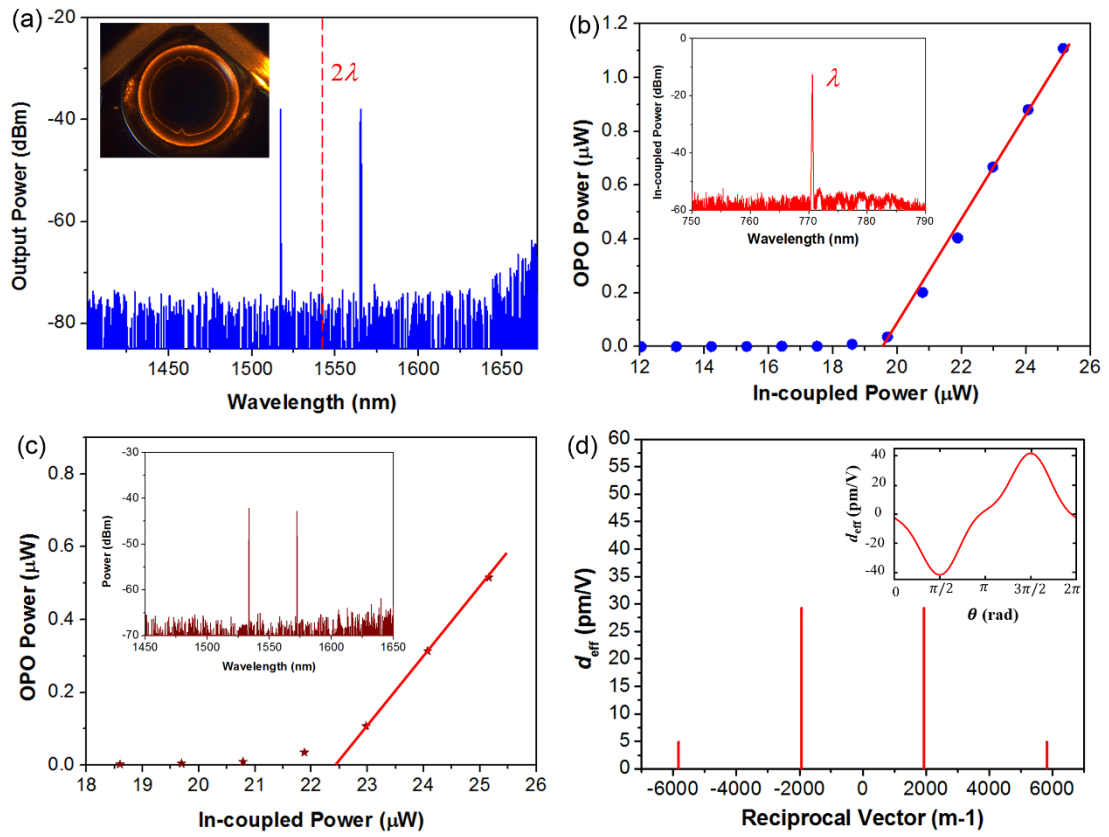 (a)
-20
-40
-60
-80
Output Power (dBm)
2λ
1450 1500 1550 1600 1650
Wavelength (nm)
(b)
1.2
1.0
0.8
0.6
0.4
0.2
0.0
OPO Power (μW)
12 14 16 18 20 22 24 26
In-coupled Power (μW)
0
-20
-40
-60
In-coupled Power (dBm)
λ
750 760 770 780 790
Wavelength (nm)
(c)
0.8
0.6
0.4
0.2
0.0
OPO Power (μW)
18 19 20 21 22 23 24 25 26
In-coupled Power (μW)
-30
-40
-50
-60
-70
Power (dBm)
1450 1500 1550 1600 1650
Wavelength (nm)
(d)
60
55
50
45
40
35
30
25
20
15
10
5
0
deff (pm/V)
-6000 -4000 -2000 0 2000 4000 6000
Reciprocal Vector (m-1)
40
20
0
-20
-40
deff (pm/V)
0 π/2 π 3π/2 2π
θ (rad)